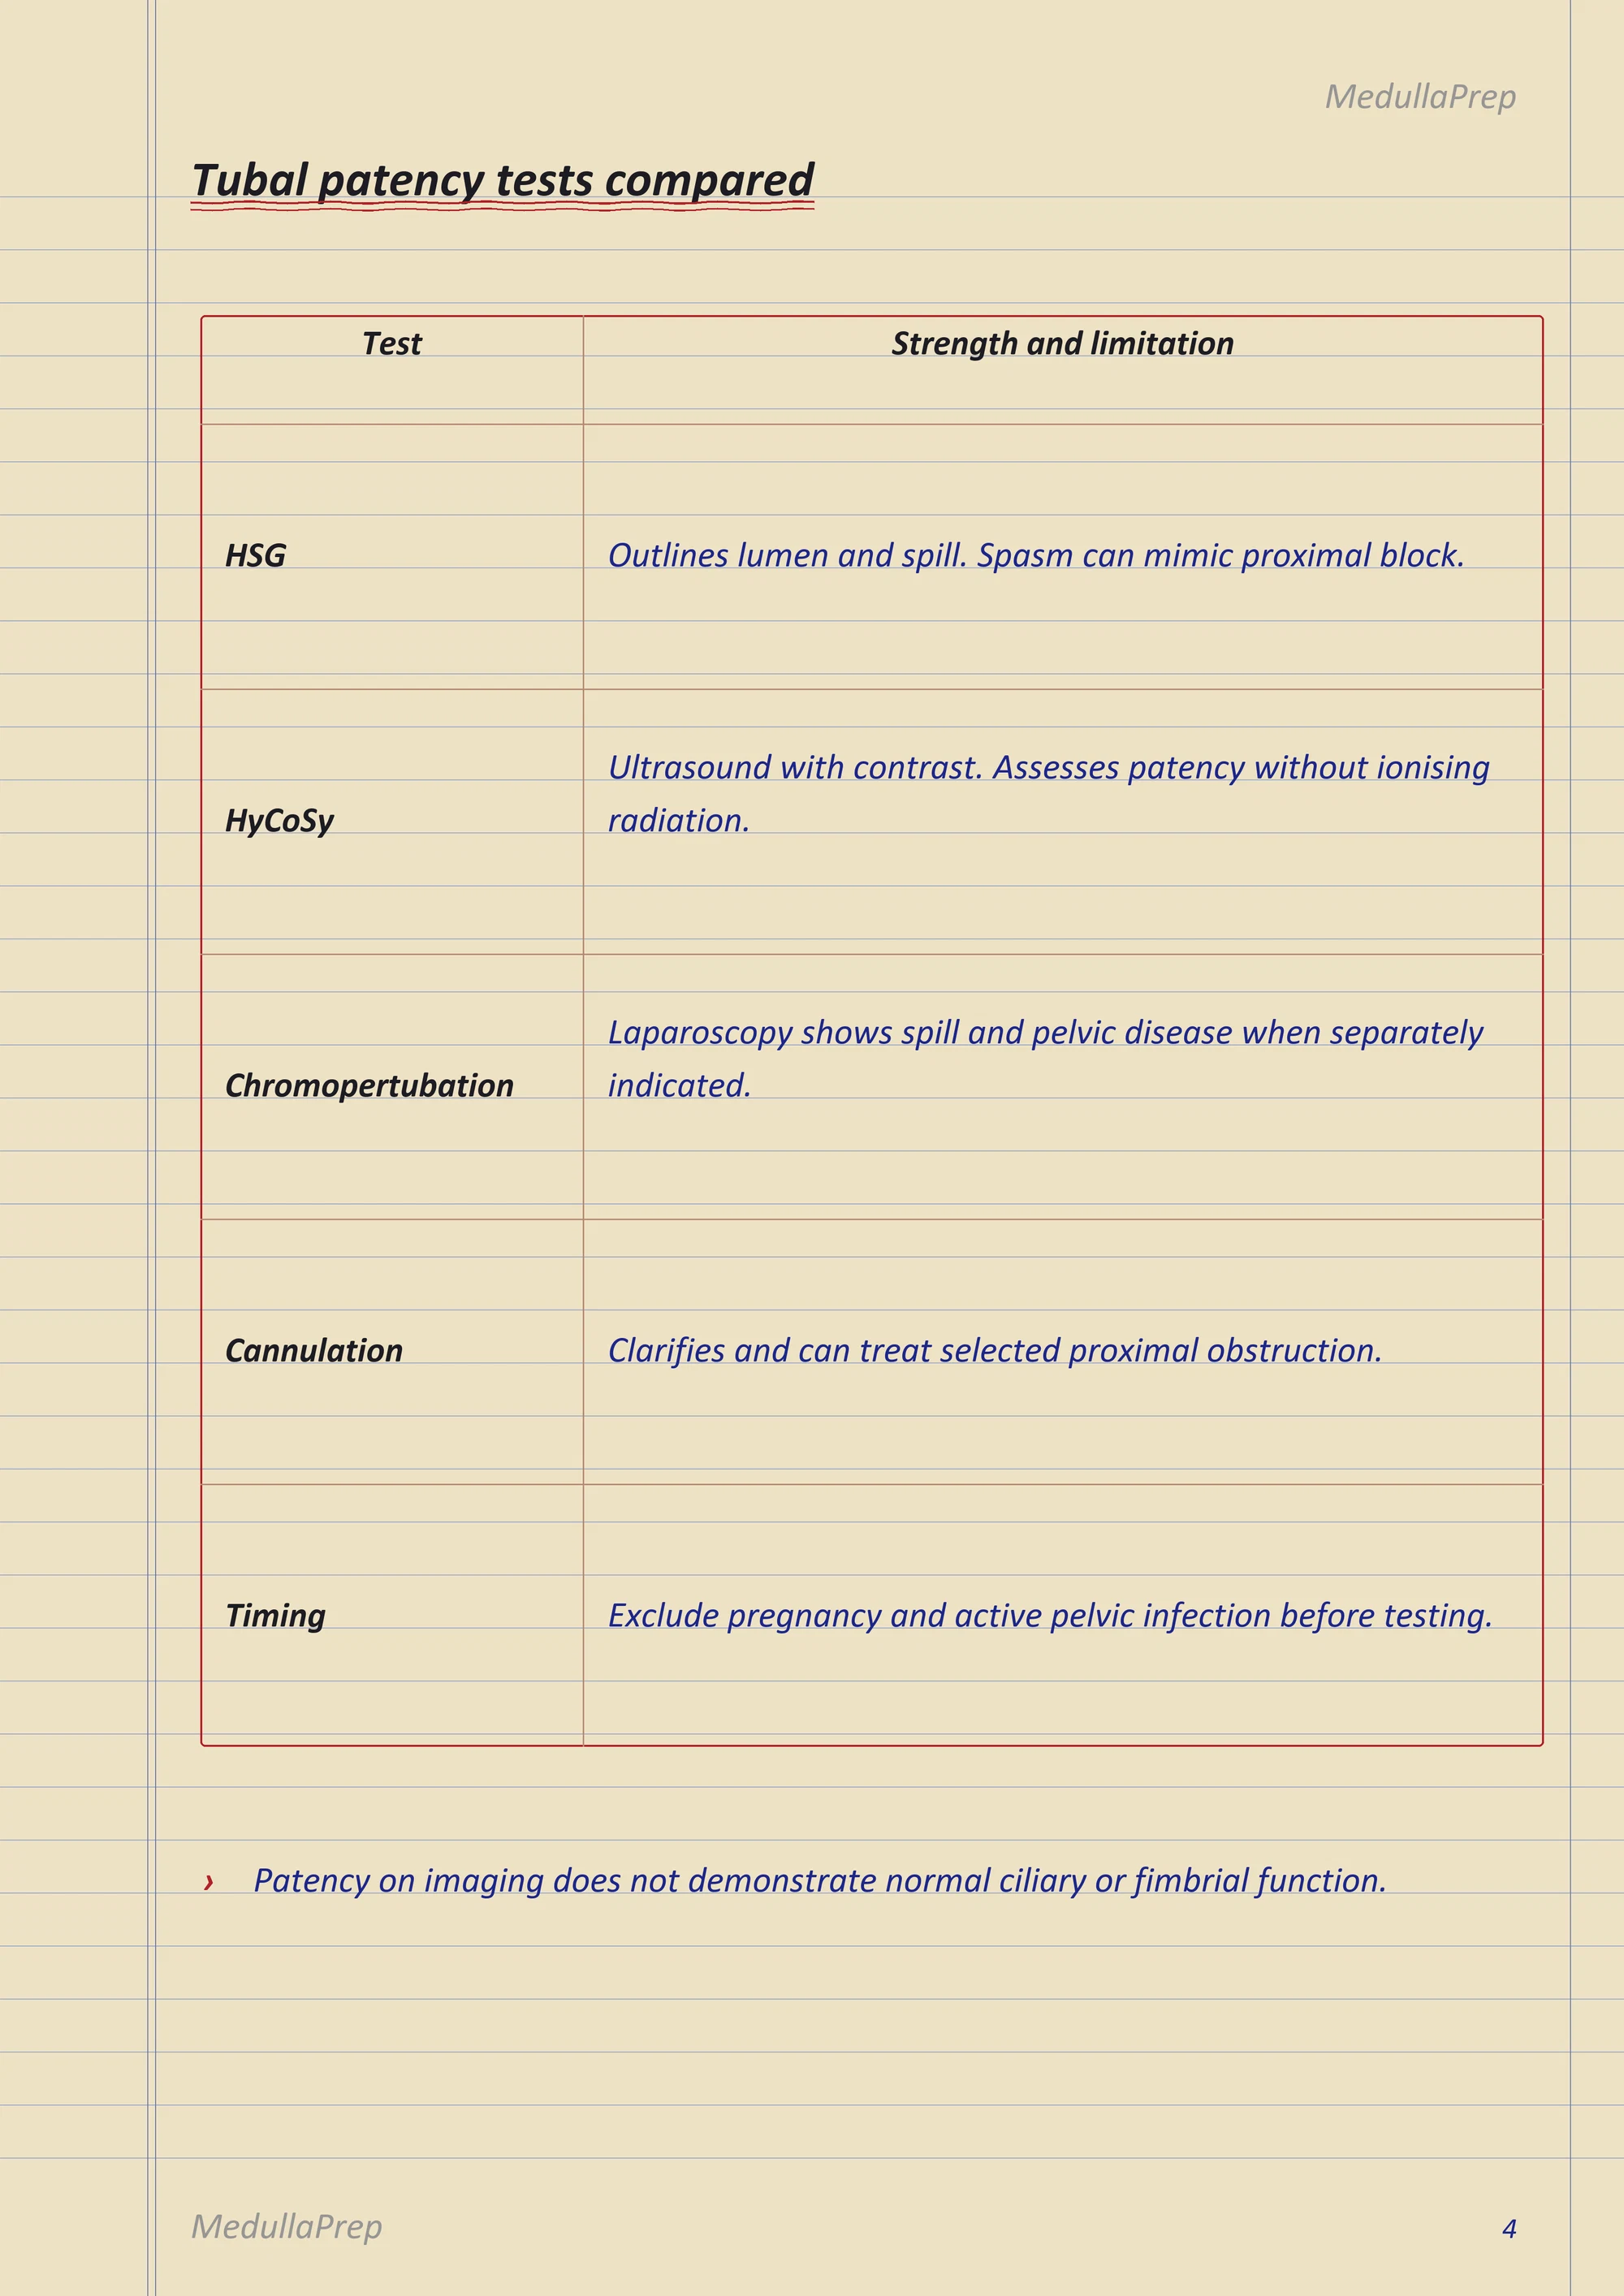 MedullaPrep
Tubal patency tests compared
Test Strength and limitation
HSG Outlines lumen and spill. Spasm can mimic proximal block.
Ultrasound with contrast. Assesses patency without ionising
HyCoSy radiation.
Laparoscopy shows spill and pelvic disease when separately
Chromopertubation indicated.
Cannulation Clarifies and can treat selected proximal obstruction.
Timing Exclude pregnancy and active pelvic infection before testing.
› Patency on imaging does not demonstrate normal ciliary or fimbrial function.
MedullaPrep 4